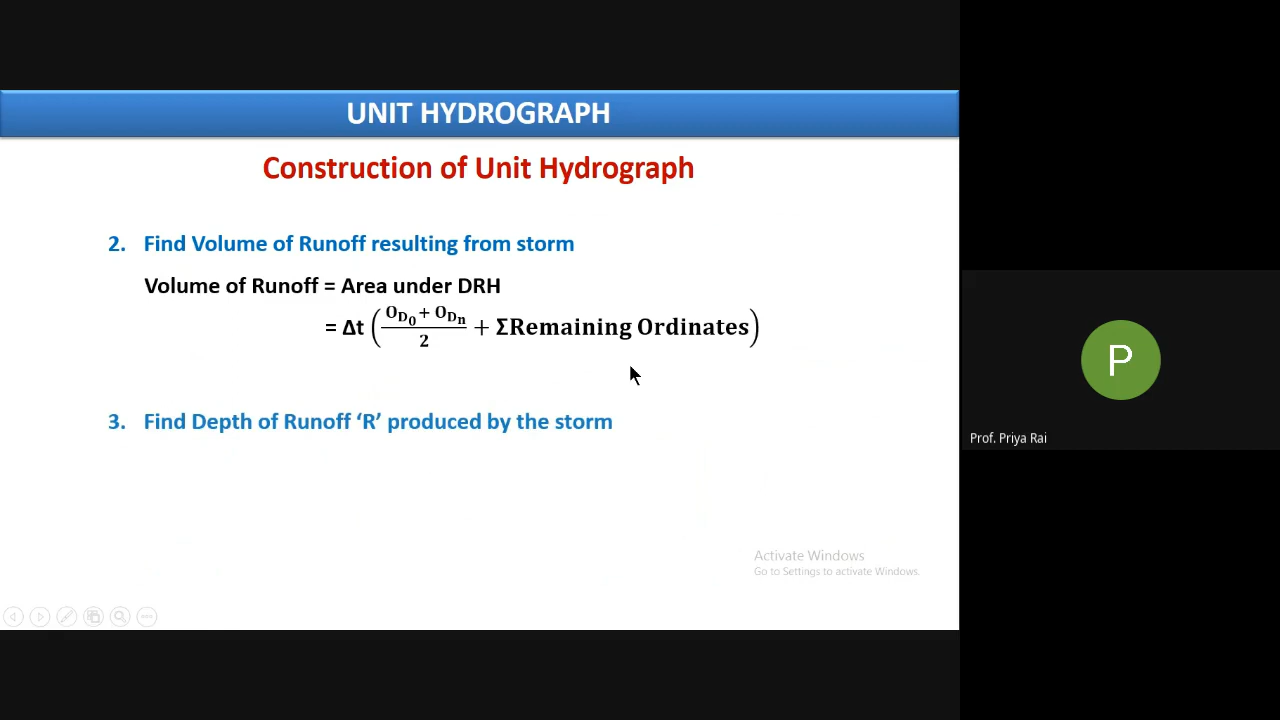 UNIT HYDROGRAPH
Construction of Unit Hydrograph
2. Find Volume of Runoff resulting from storm
Volume of Runoff = Area under DRH
= Δt ((O_D₀ + O_Dₙ)/2 + ΣRemaining Ordinates)
3. Find Depth of Runoff ‘R’ produced by the storm
Activate Windows
Go to Settings to activate Windows.
P
Prof. Priya Rai